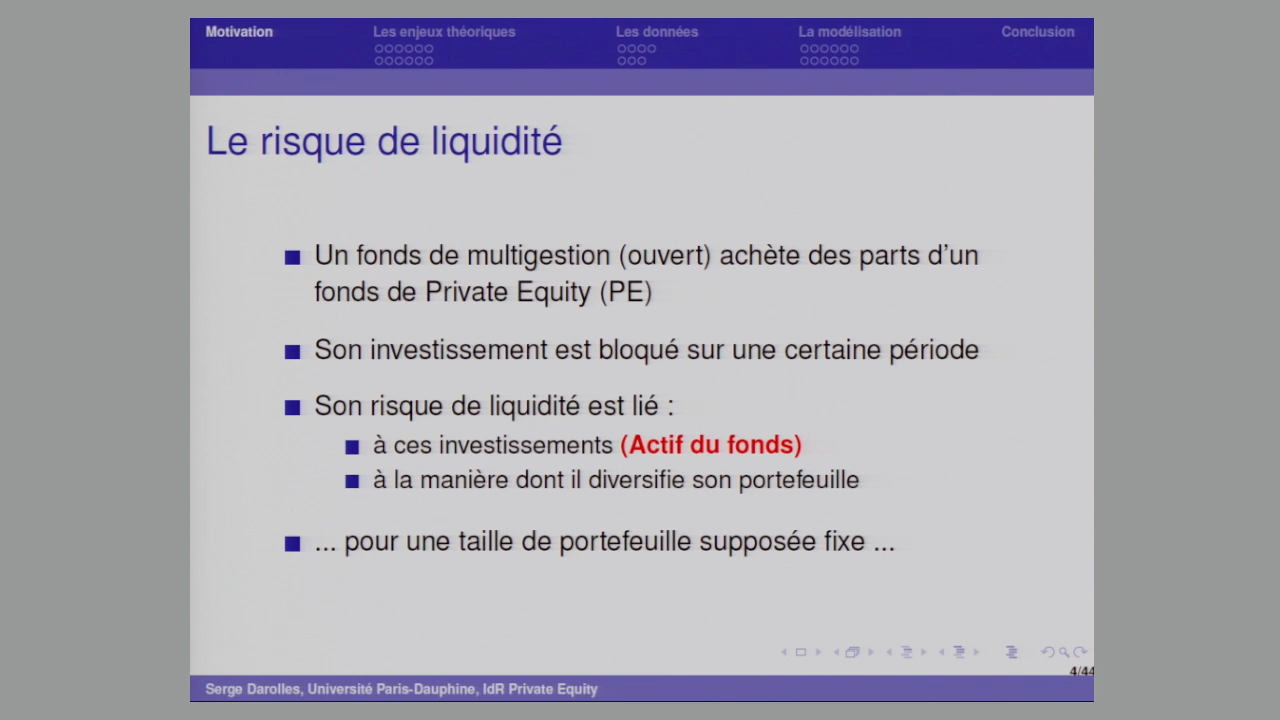 Motivation Les enjeux théoriques Les données La modélisation Conclusion
Le risque de liquidité
Un fonds de multigestion (ouvert) achète des parts d'un
fonds de Private Equity (PE)
Son investissement est bloqué sur une certaine période
Son risque de liquidité est lié :
à ces investissements (Actif du fonds)
à la manière dont il diversifie son portefeuille
... pour une taille de portefeuille supposée fixe ...
4/44
Serge Darolles, Université Paris-Dauphine, IdR Private Equity